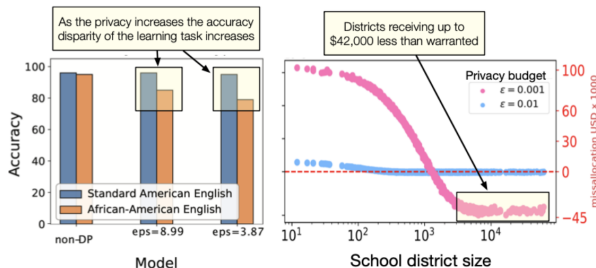 As the privacy increases the accuracy
disparity of the learning task increases
Accuracy
100
80
60
40
20
0
Standard American English
African-American English
non-DP
eps=8.99
eps=3.87
Model
Districts receiving up to
$42,000 less than warranted
Privacy budget
ε = 0.001
ε = 0.01
100
60
30
0
−45
missallocation USD x 1000
10¹
10²
10³
10⁴
School district size